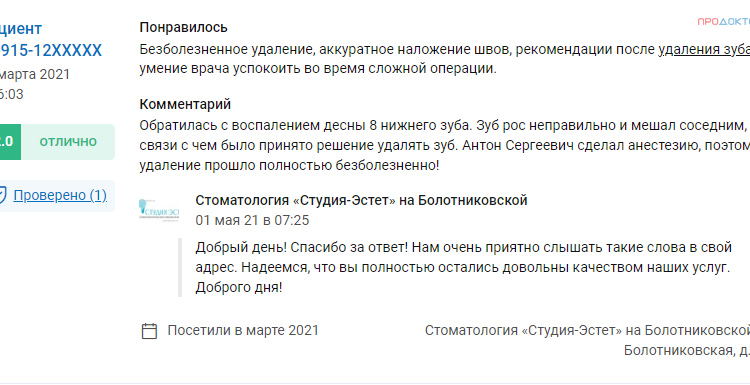 циент
915-12XXXXX
марта 2021
6:03
2.0 ОТЛИЧНО
Проверено (1)
ПРОДОКТО
Понравилось
Безболезненное удаление, аккуратное наложение швов, рекомендации после удаления зуба
умение врача успокоить во время сложной операции.
Комментарий
Обратилась с воспалением десны 8 нижнего зуба. Зуб рос неправильно и мешал соседним,
связи с чем было принято решение удалять зуб. Антон Сергеевич сделал анестезию, поэтом
удаление прошло полностью безболезненно!
Стоматология «Студия-Эстет» на Болотниковской
01 мая 21 в 07:25
Добрый день! Спасибо за ответ! Нам очень приятно слышать такие слова в свой
адрес. Надеемся, что вы полностью остались довольны качеством наших услуг.
Доброго дня!
Посетили в марте 2021
Стоматология «Студия-Эстет» на Болотниковской
Болотниковская, д.